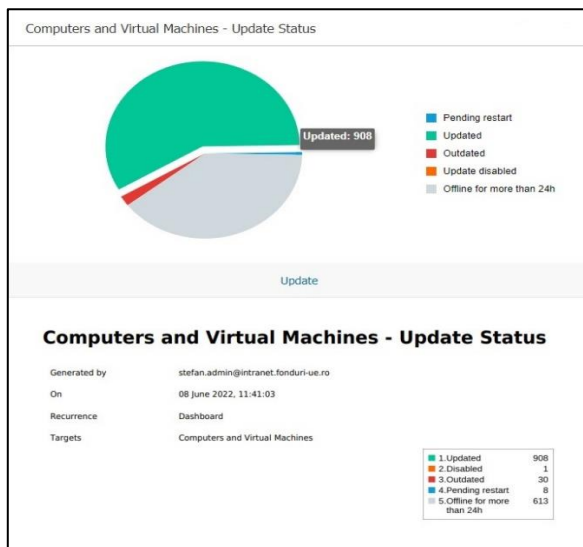 Computers and Virtual Machines - Update Status
Updated: 908
Pending restart
Updated
Outdated
Update disabled
Offline for more than 24h
Update
Computers and Virtual Machines - Update Status
Generated by stefan.admin@intranet.fonduri-ue.ro
On 08 June 2022, 11:41:03
Recurrence Dashboard
Targets Computers and Virtual Machines
1.Updated 908
2.Disabled 1
3.Outdated 30
4.Pending restart 8
5.Offline for more 613
than 24h